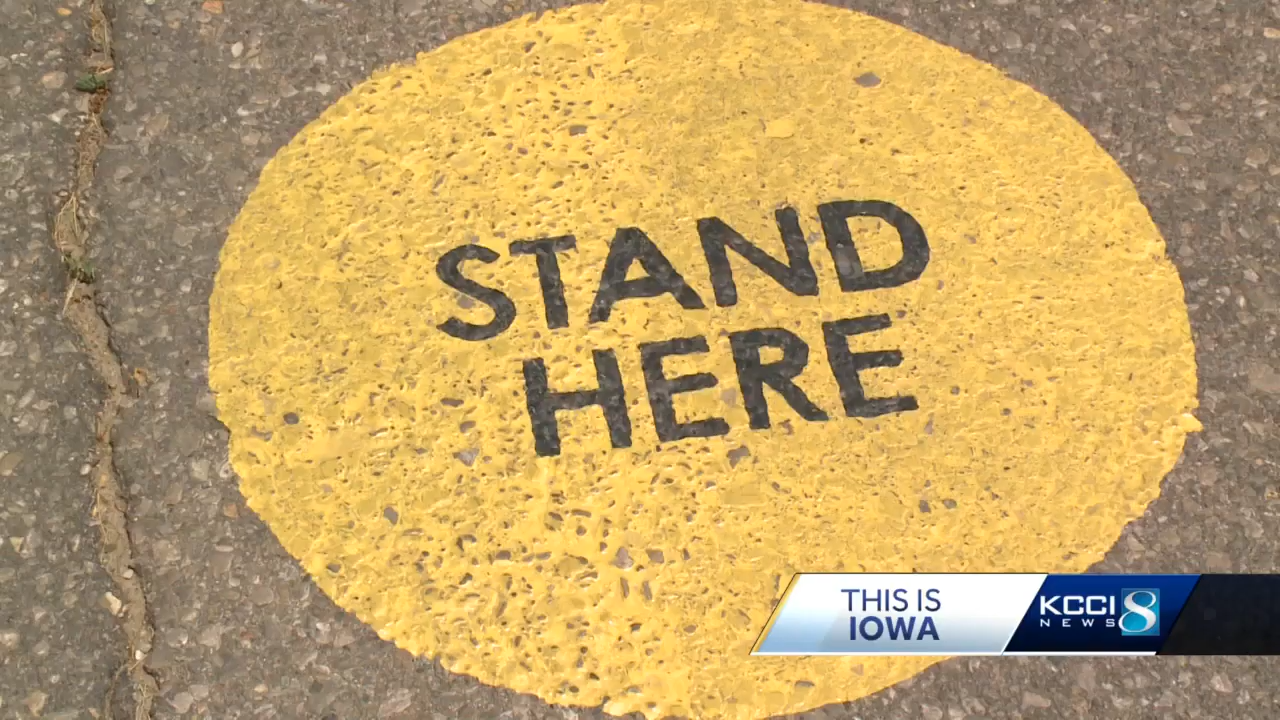 STAND
HERE
THIS IS
IOWA
KCCI 8
NEWS